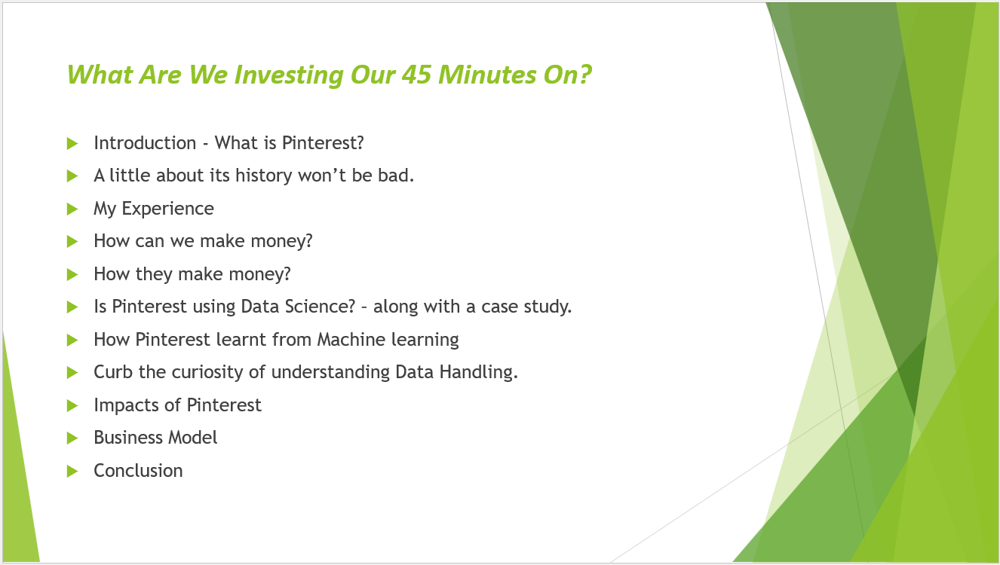 What Are We Investing Our 45 Minutes On?
Introduction - What is Pinterest?
A little about its history won’t be bad.
My Experience
How can we make money?
How they make money?
Is Pinterest using Data Science? – along with a case study.
How Pinterest learnt from Machine learning
Curb the curiosity of understanding Data Handling.
Impacts of Pinterest
Business Model
Conclusion